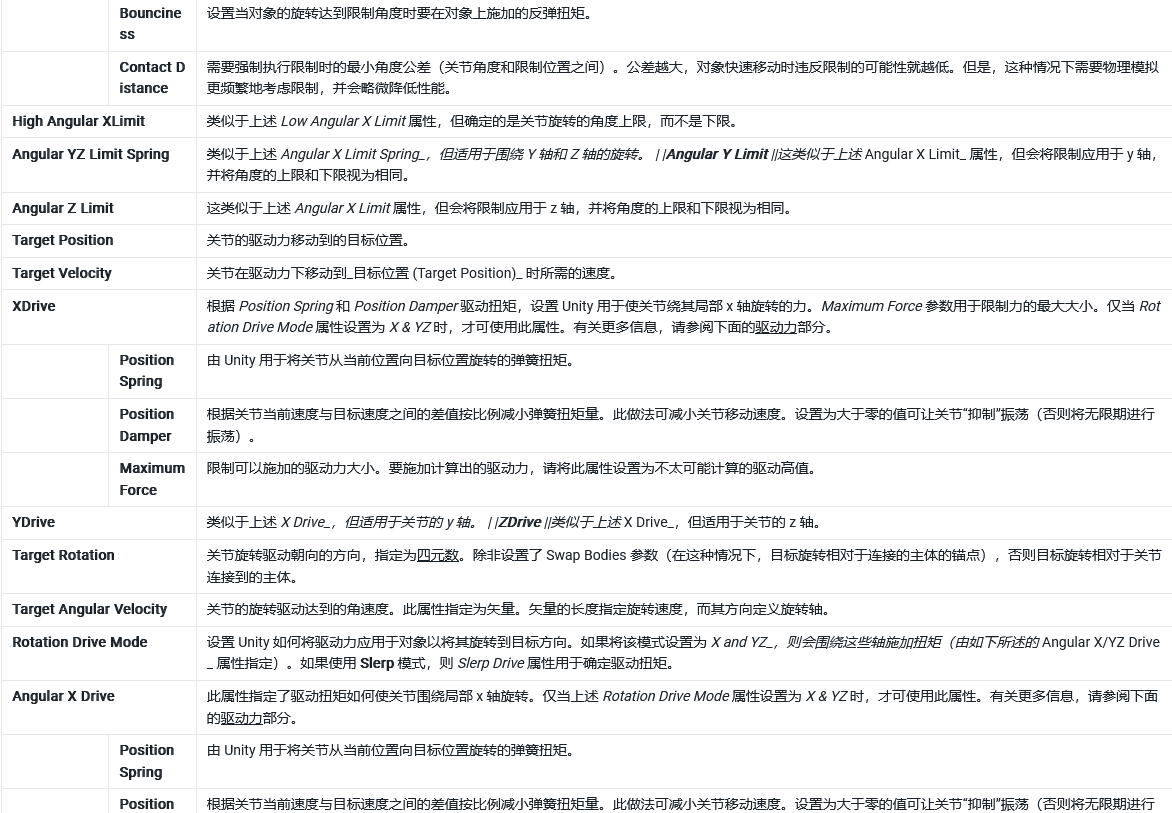 Bouncine
ss
设置当对象的旋转达到限制角度时要在对象上施加的反弹扭矩。
Contact D
istance
需要强制执行限制时的最小角度公差（关节角度和限制位置之间）。公差越大，对象快速移动时违反限制的可能性就越低。但是，这种情况下需要物理模拟
更频繁地考虑限制，并会略微降低性能。
High Angular XLimit
类似于上述 Low Angular X Limit 属性，但确定的是关节旋转的角度上限，而不是下限。
Angular YZ Limit Spring
类似于上述 Angular X Limit Spring_，但适用于围绕 Y 轴和 Z 轴的旋转。 | |Angular Y Limit ||这类似于上述 Angular X Limit_ 属性，但会将限制应用于 y 轴，
并将角度的上限和下限视为相同。
Angular Z Limit
这类似于上述 Angular X Limit 属性，但会将限制应用于 z 轴，并将角度的上限和下限视为相同。
Target Position
关节的驱动力移动到的目标位置。
Target Velocity
关节在驱动力下移动到_目标位置 (Target Position)_ 时所需的速度。
XDrive
根据 Position Spring 和 Position Damper 驱动扭矩，设置 Unity 用于使关节绕其局部 x 轴旋转的力。Maximum Force 参数用于限制力的最大大小。仅当 Rot
ation Drive Mode 属性设置为 X & YZ 时，才可使用此属性。有关更多信息，请参阅下面的驱动力部分。
Position
Spring
由 Unity 用于将关节从当前位置向目标位置旋转的弹簧扭矩。
Position
Damper
根据关节当前速度与目标速度之间的差值按比例减小弹簧扭矩量。此做法可减小关节移动速度。设置为大于零的值可让关节“抑制”振荡（否则将无限期进行
振荡）。
Maximum
Force
限制可以施加的驱动力大小。要施加计算出的驱动力，请将此属性设置为不太可能计算的驱动高值。
YDrive
类似于上述 X Drive_，但适用于关节的 y 轴。 | |ZDrive ||类似于上述 X Drive_，但适用于关节的 z 轴。
Target Rotation
关节旋转驱动朝向的方向，指定为四元数。除非设置了 Swap Bodies 参数（在这种情况下，目标旋转相对于连接的主体的锚点），否则目标旋转相对于关节
连接到的主体。
Target Angular Velocity
关节的旋转驱动达到的角速度。此属性指定为矢量。矢量的长度指定旋转速度，而其方向定义旋转轴。
Rotation Drive Mode
设置 Unity 如何将驱动力应用于对象以将其旋转到目标方向。如果将该模式设置为 X and YZ_，则会围绕这些轴施加扭矩（由如下所述的 Angular X/YZ Drive
_ 属性指定）。如果使用 Slerp 模式，则 Slerp Drive 属性用于确定驱动扭矩。
Angular X Drive
此属性指定了驱动扭矩如何使关节围绕局部 x 轴旋转。仅当上述 Rotation Drive Mode 属性设置为 X & YZ 时，才可使用此属性。有关更多信息，请参阅下面
的驱动力部分。
Position
Spring
由 Unity 用于将关节从当前位置向目标位置旋转的弹簧扭矩。
Position
根据关节当前速度与目标速度之间的差值按比例减小弹簧扭矩量。此做法可减小关节移动速度。设置为大于零的值可让关节“抑制”振荡（否则将无限期进行